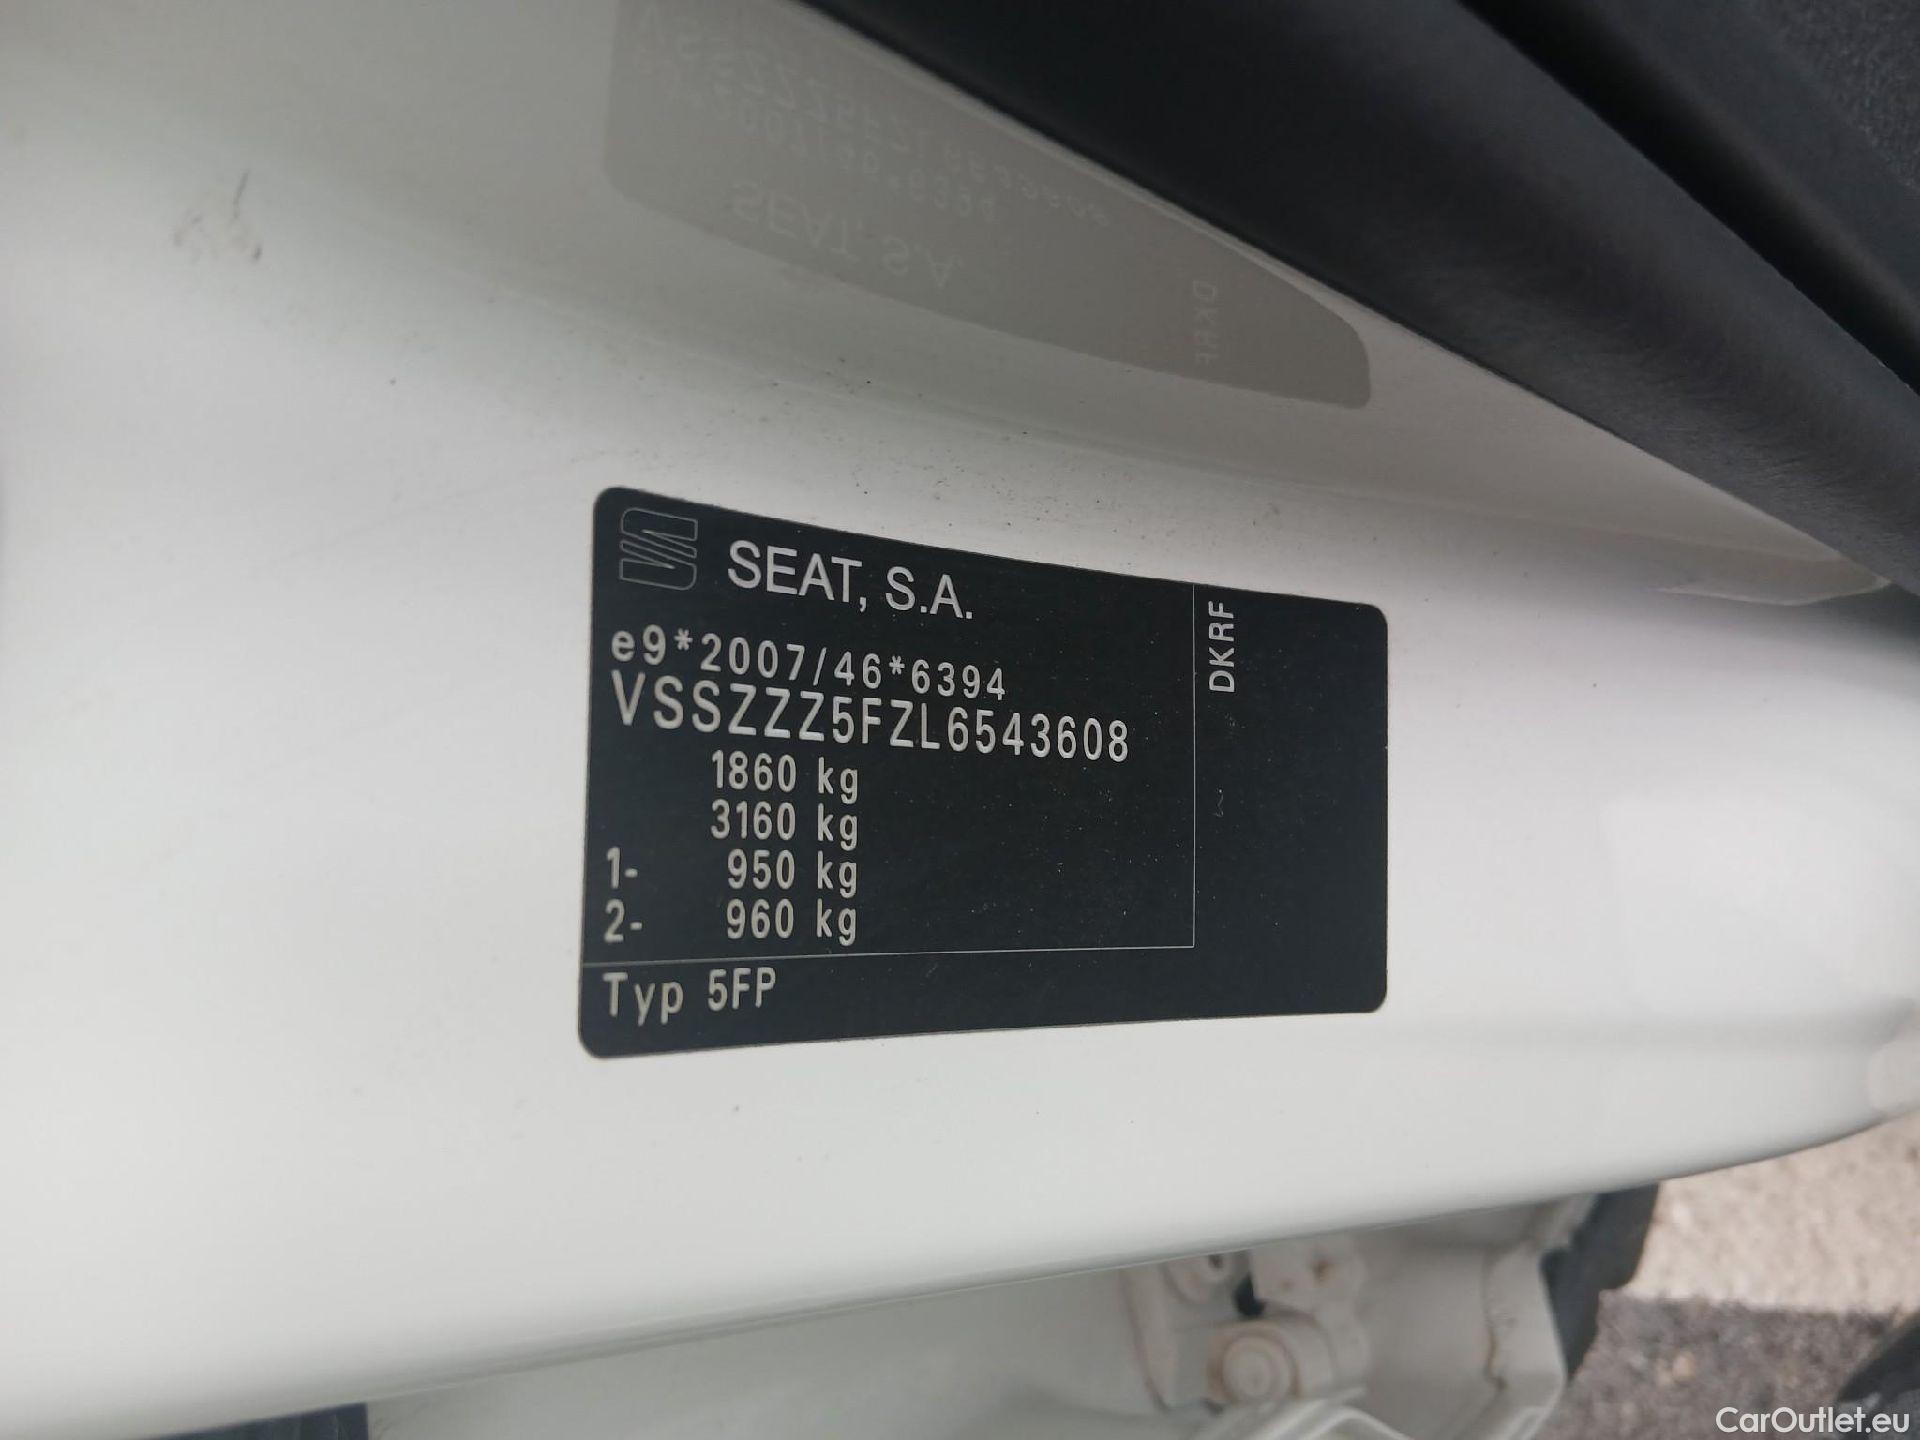 SEAT, S.A.
e9*2007/46*6394
VSSZZZ5FZL6543608
1860 kg
3160 kg
1- 950 kg
2- 960 kg
Typ 5FP
DKRF
CarOutlet.eu